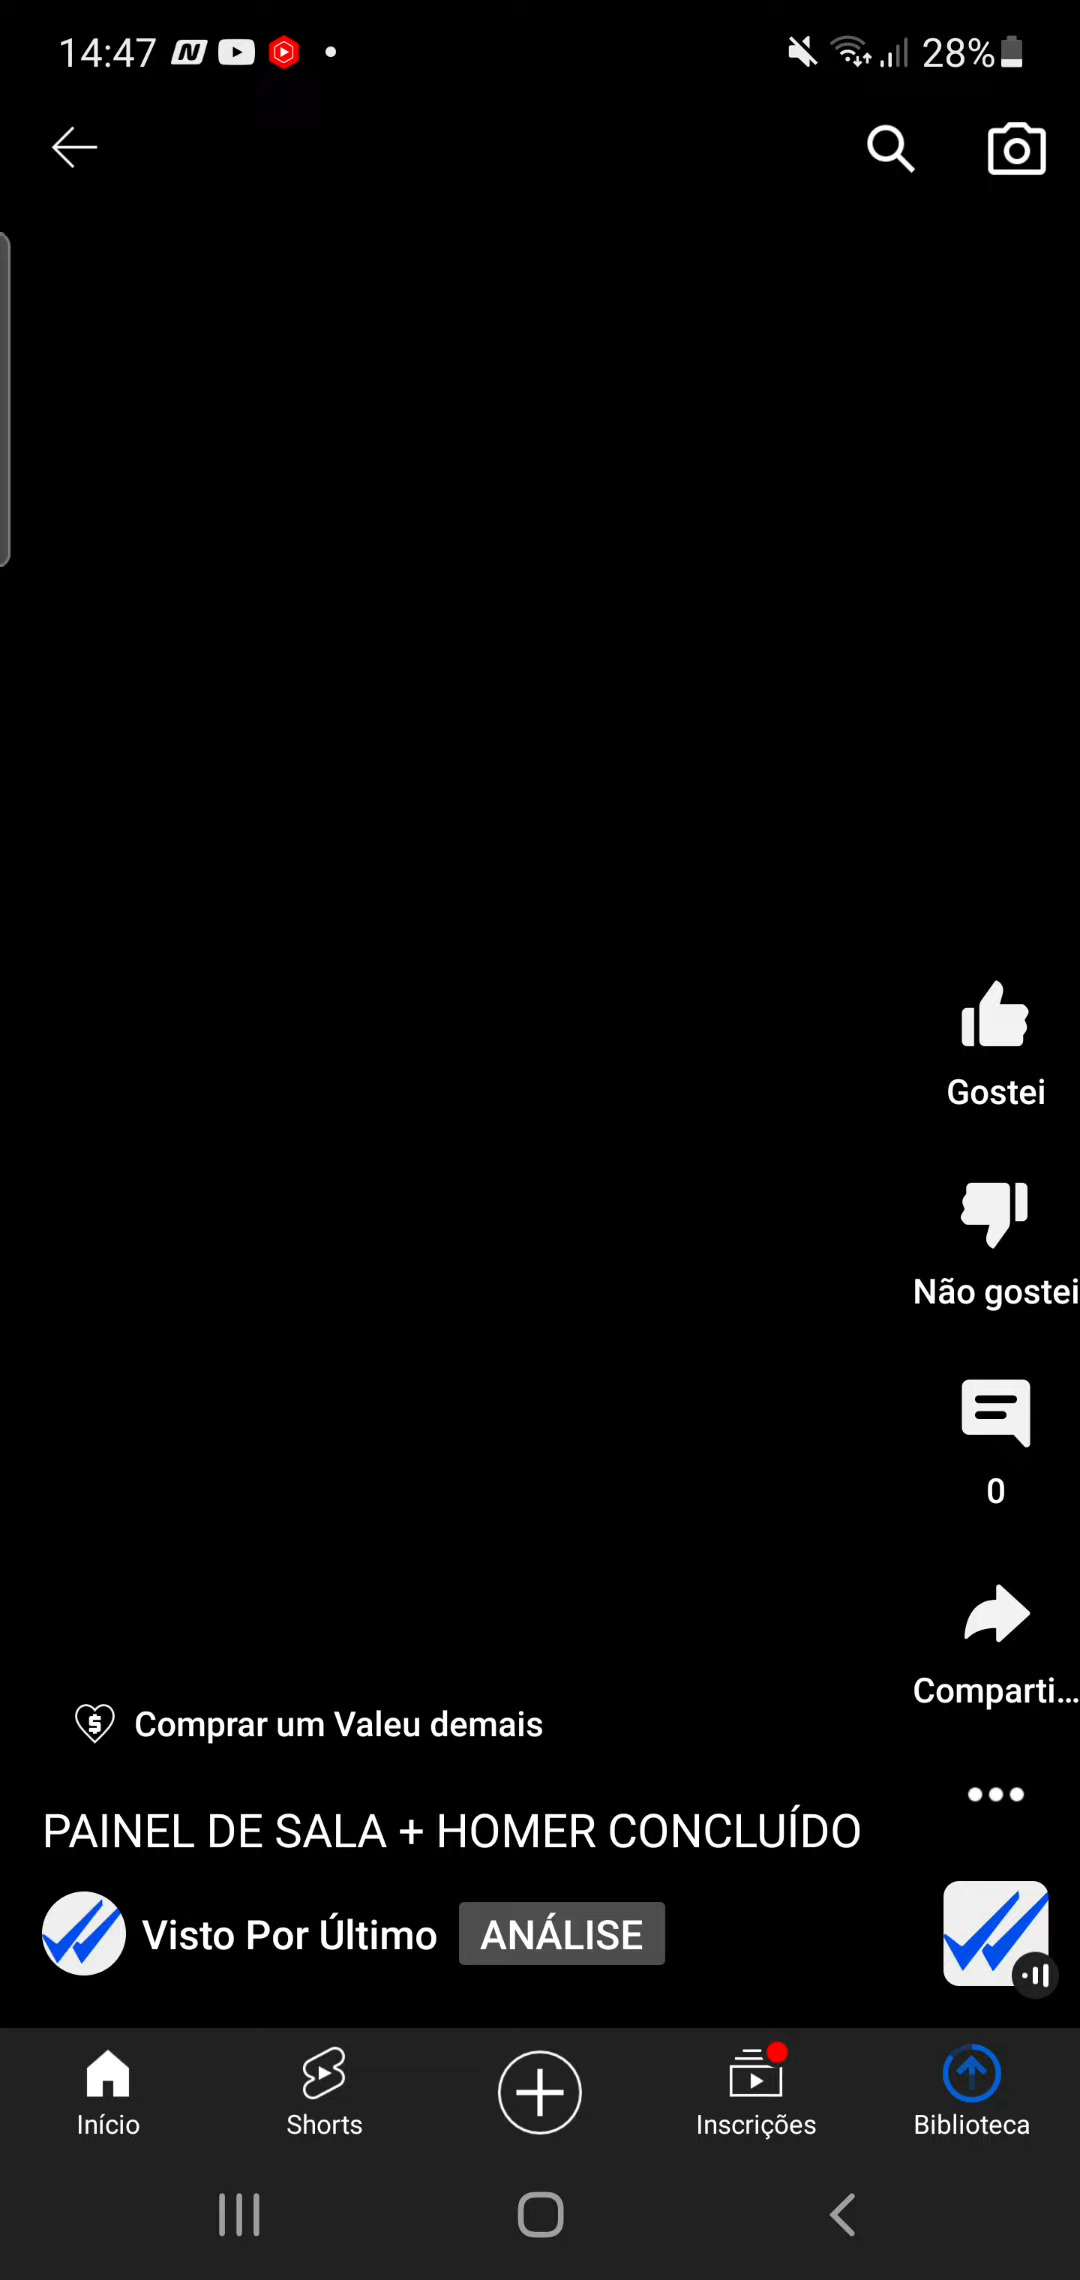 14:47
28%
Gostei
Não gostei
0
Comparti...
Comprar um Valeu demais
PAINEL DE SALA + HOMER CONCLUÍDO
Visto Por Último ANÁLISE
Início Shorts Inscrições Biblioteca